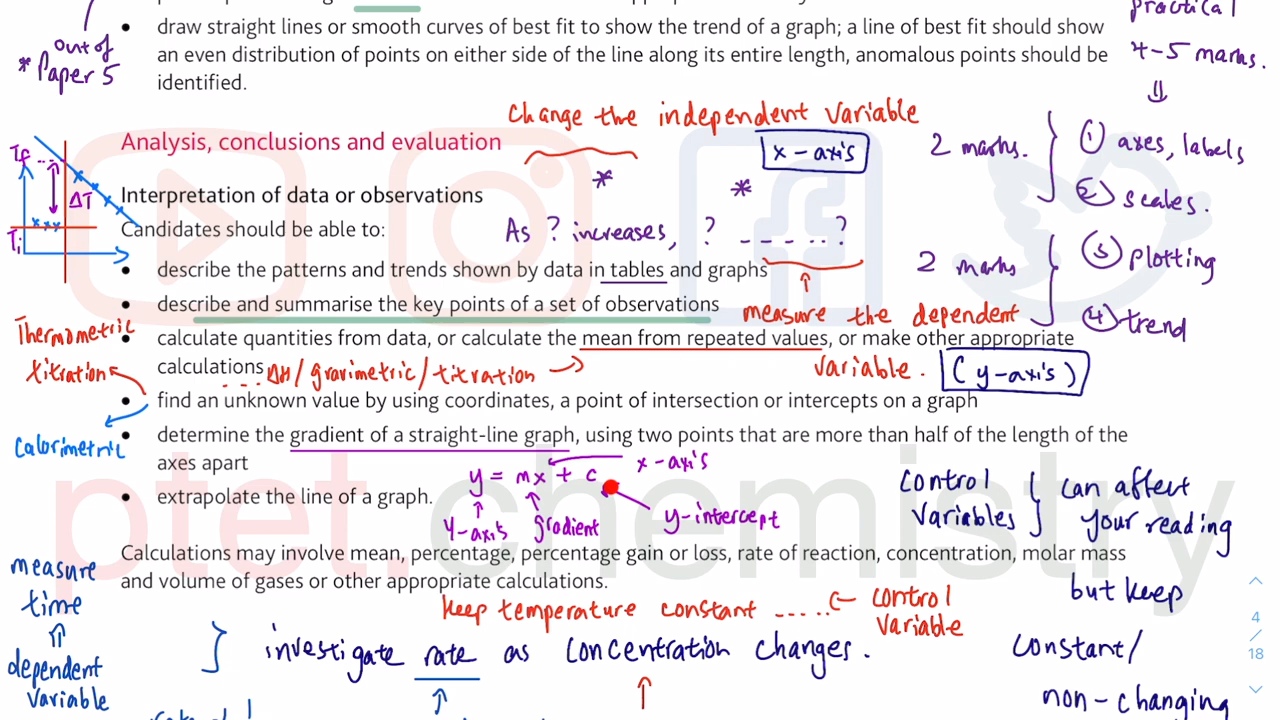 practical
draw straight lines or smooth curves of best fit to show the trend of a graph; a line of best fit should show
an even distribution of points on either side of the line along its entire length, anomalous points should be
identified.
out of
* Paper 5
4-5 marks.
change the independent variable
x-axis
2 marks.
① axes, labels
② scales.
Analysis, conclusions and evaluation
Tf
ΔT
Ti
Interpretation of data or observations
Candidates should be able to:
* *
As ? increases, ? - - - .. ?
• describe the patterns and trends shown by data in tables and graphs
2 marks
③ plotting
④ trend
• describe and summarise the key points of a set of observations
measure the dependent
variable. (y-axis)
Thermometric
titration
• calculate quantities from data, or calculate the mean from repeated values, or make other appropriate
calculations
.... ΔH/gravimetric/titration
• find an unknown value by using coordinates, a point of intersection or intercepts on a graph
Calorimetric
• determine the gradient of a straight-line graph, using two points that are more than half of the length of the
axes apart
y = mx + c
x-axis
y-axis
gradient
y-intercept
• extrapolate the line of a graph.
control
variables
can affect
your reading
but keep
constant/
non-changing
ptet.chemistry
Calculations may involve mean, percentage, percentage gain or loss, rate of reaction, concentration, molar mass
and volume of gases or other appropriate calculations.
measure
time
dependent
variable
keep temperature constant ..... control
variable
investigate rate as concentration changes.
4
/
18